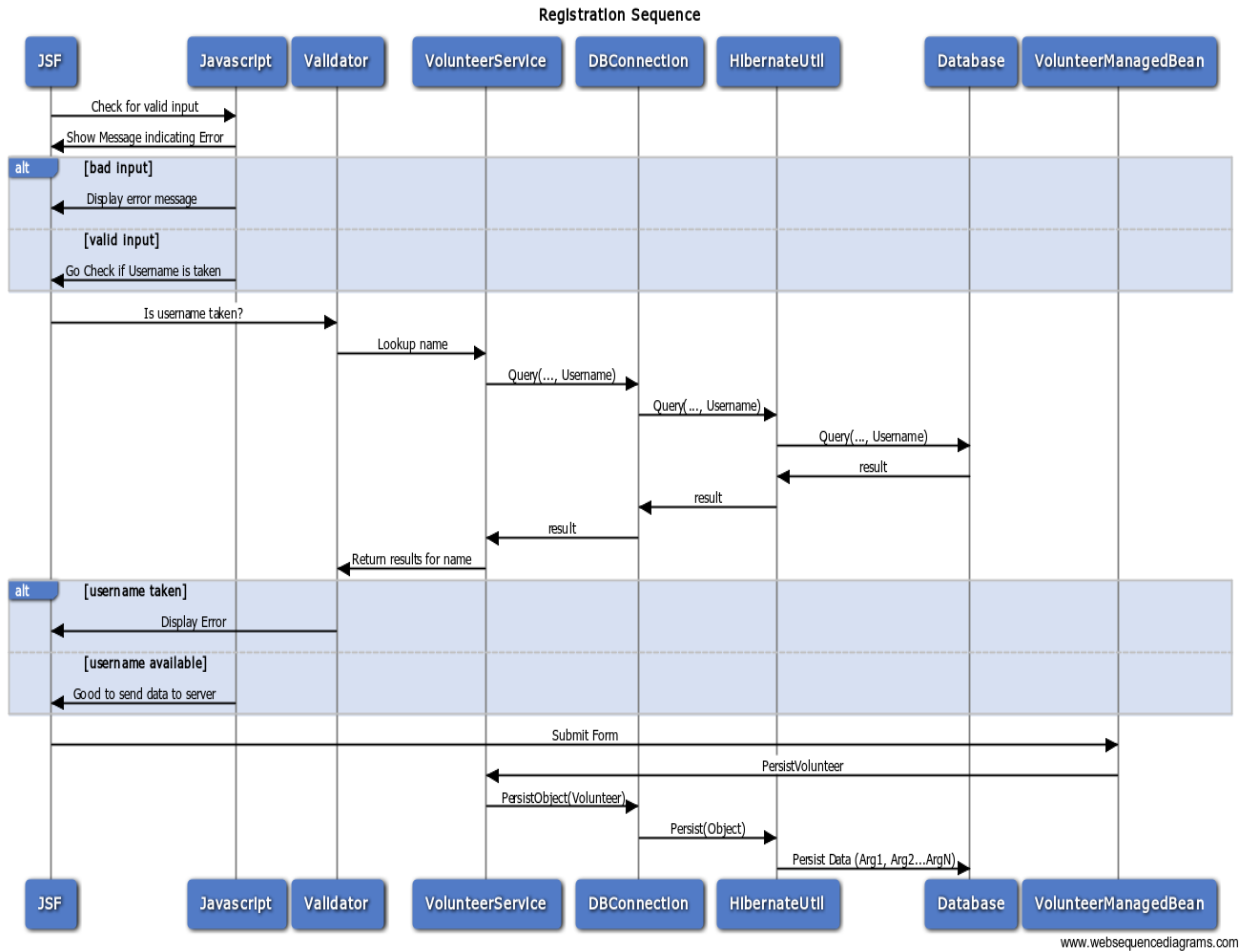 Registration Sequence
JSF Javascript Validator VolunteerService DBConnection HibernateUtil Database VolunteerManagedBean
Check for valid input
Show Message indicating Error
alt [bad input]
Display error message
[valid input]
Go Check if Username is taken
Is username taken?
Lookup name
Query(..., Username)
Query(..., Username)
Query(..., Username)
result
result
result
Return results for name
alt [username taken]
Display Error
[username available]
Good to send data to server
Submit Form
PersistVolunteer
PersistObject(Volunteer)
Persist(Object)
Persist Data (Arg1, Arg2...ArgN)
JSF Javascript Validator VolunteerService DBConnection HibernateUtil Database VolunteerManagedBean
www.websequencediagrams.com